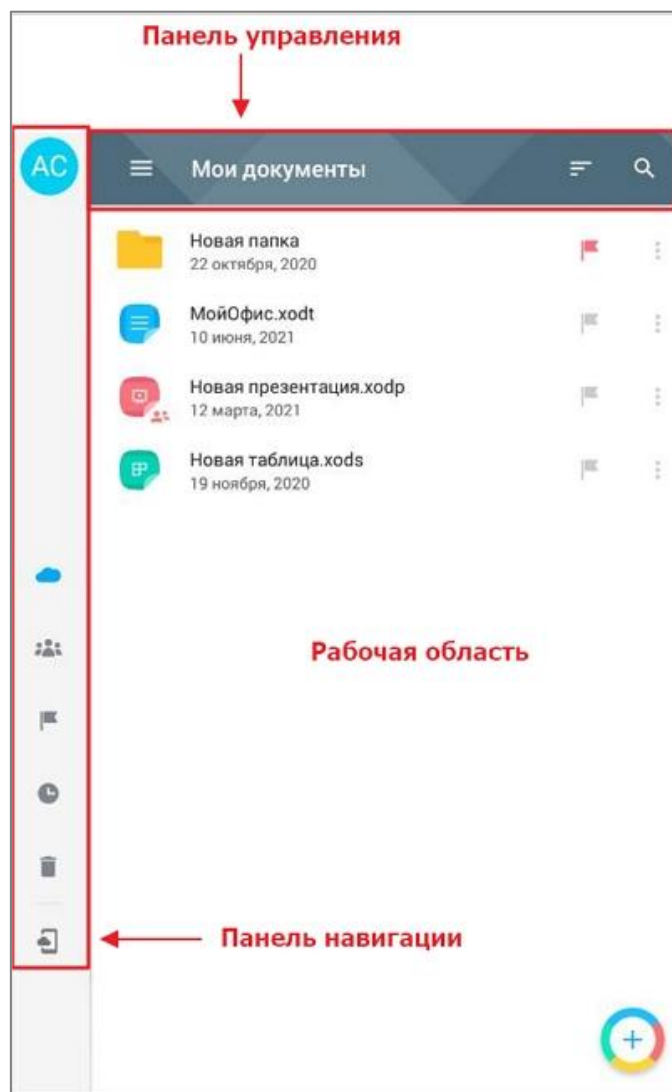 Панель управления
АС
Мои документы
Новая папка
22 октября, 2020
МойОфис.xodt
10 июня, 2021
Новая презентация.xodp
12 марта, 2021
Новая таблица.xods
19 ноября, 2020
Рабочая область
Панель навигации